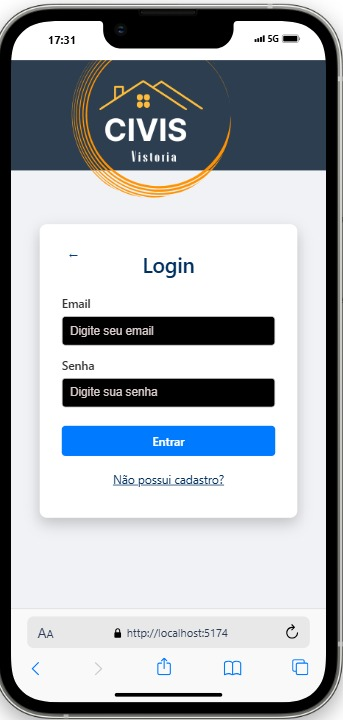 17:31
5G
CIVIS
Vistoria
←
Login
Email
Digite seu email
Senha
Digite sua senha
Entrar
Não possui cadastro?
AA
http://localhost:5174